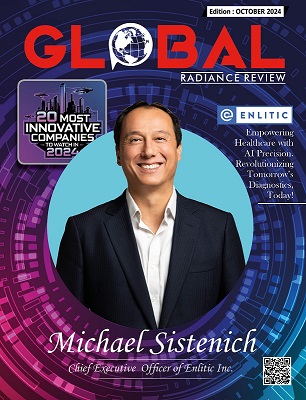 Edition : OCTOBER 2024
GLOBAL
RADIANCE REVIEW
20 MOST
INNOVATIVE
COMPANIES
TO WATCH IN
2024
ENLITIC
Empowering
Healthcare with
AI Precision.
Revolutionizing
Tomorrow's
Diagnostics,
Today!
Michael Sistenich
Chief Executive Officer of Enlitic Inc.